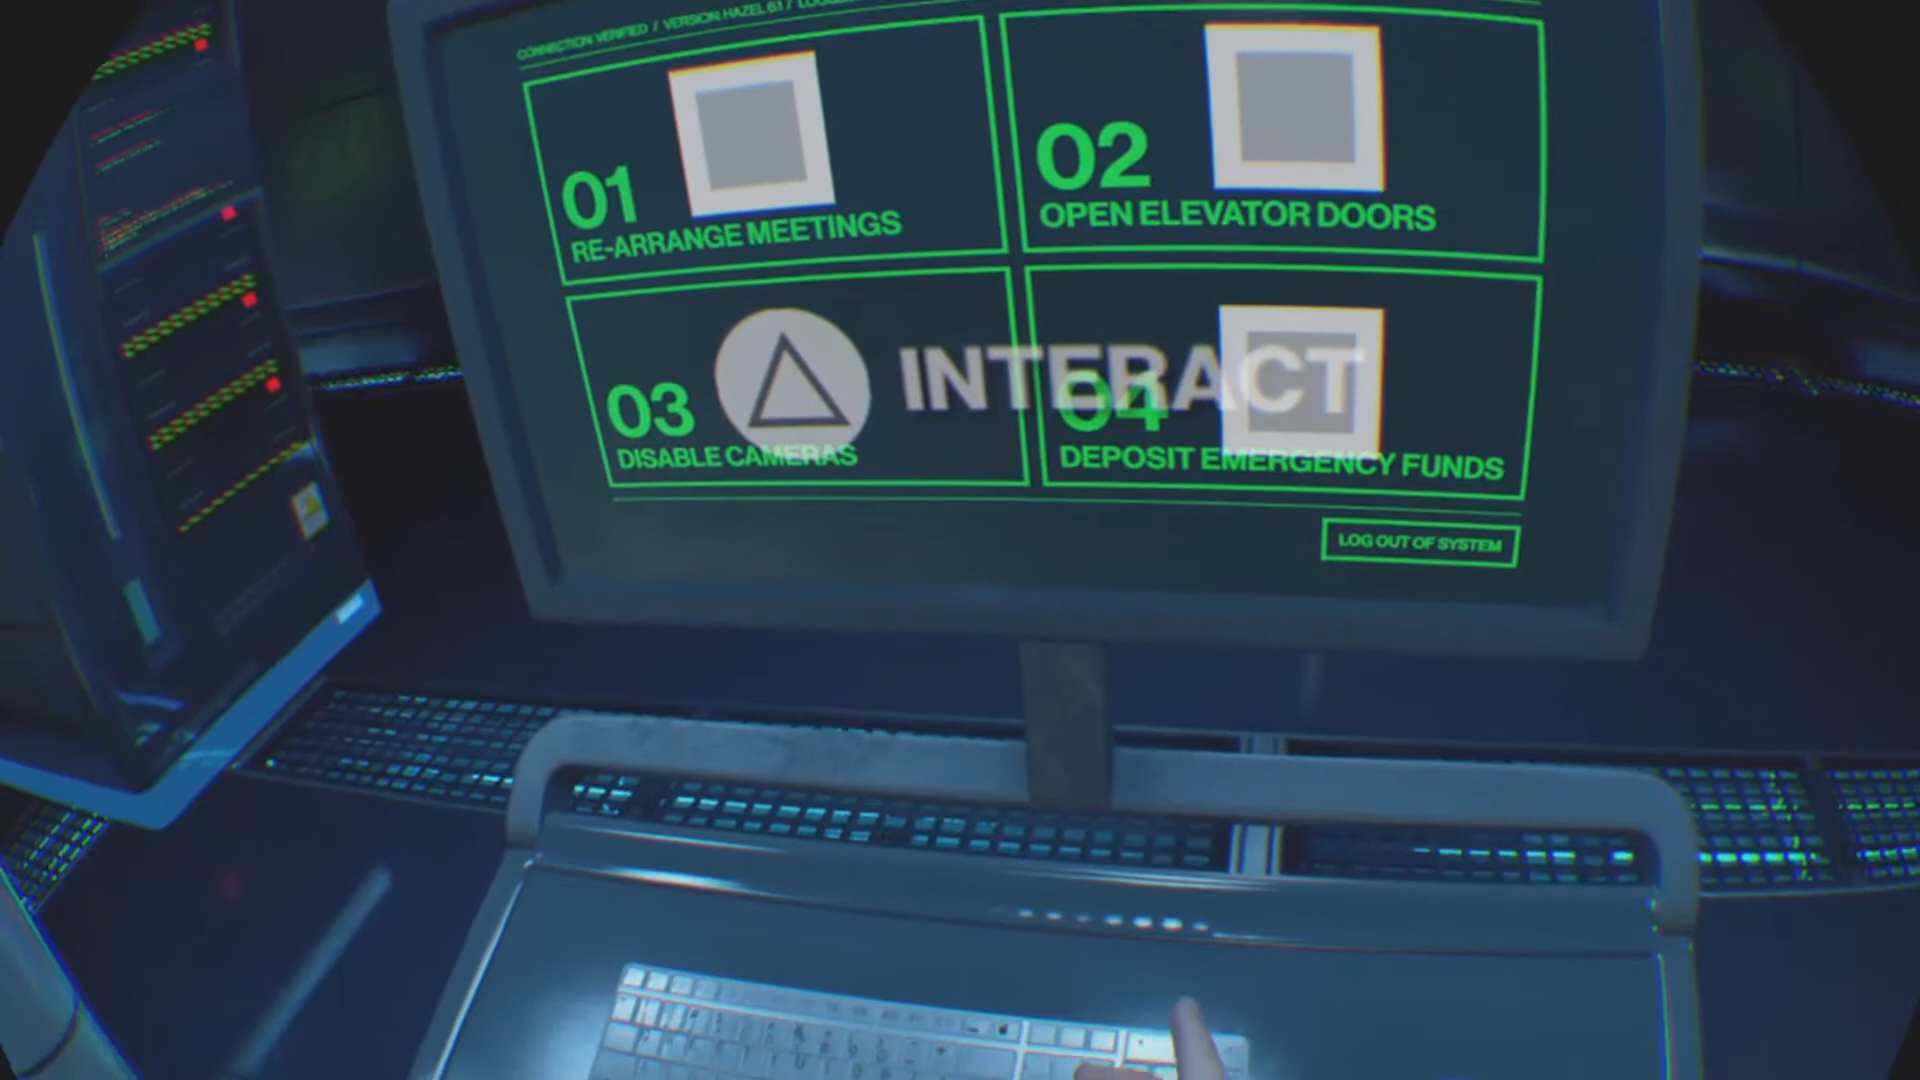 CONNECTION VERIFIED / VERSION: HAZEL 6.1 /
01
RE-ARRANGE MEETINGS
02
OPEN ELEVATOR DOORS
03
DISABLE CAMERAS
INTERACT
04
DEPOSIT EMERGENCY FUNDS
LOG OUT OF SYSTEM